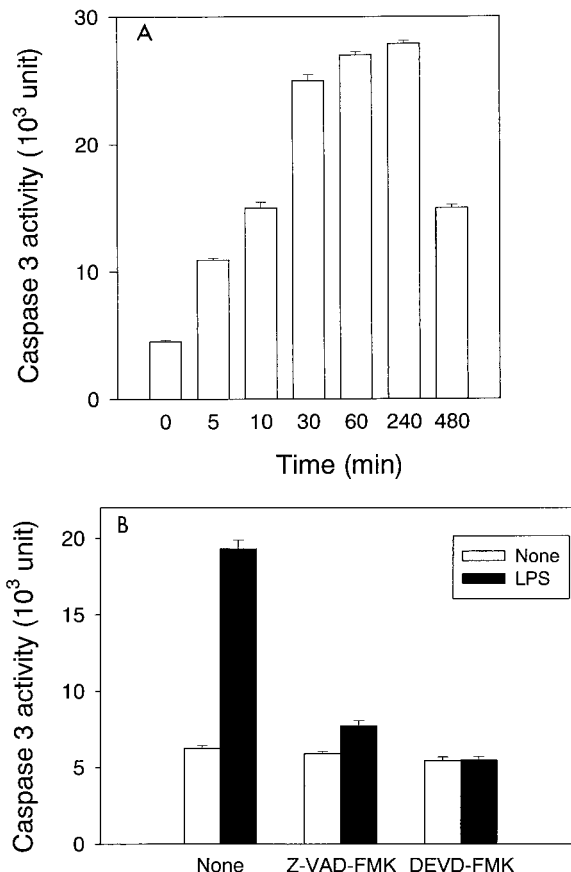 A
Caspase 3 activity (10³ unit)
30
20
10
0
0 5 10 30 60 240 480
Time (min)
B
Caspase 3 activity (10³ unit)
20
15
10
5
0
None
LPS
None Z-VAD-FMK DEVD-FMK